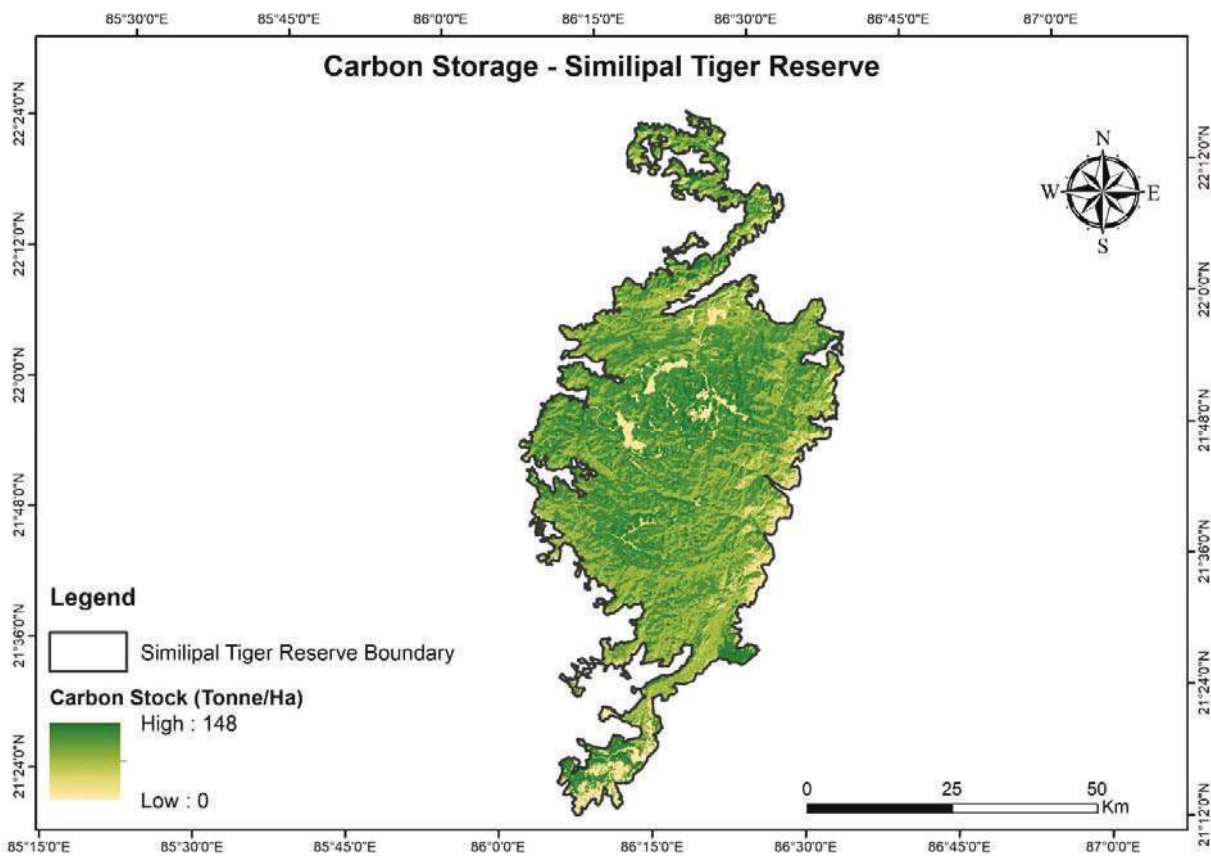 85°30'0"E 85°45'0"E 86°0'0"E 86°15'0"E 86°30'0"E 86°45'0"E 87°0'0"E
Carbon Storage - Similipal Tiger Reserve
22°24'0"N
22°12'0"N
22°0'0"N
21°48'0"N
21°36'0"N
21°24'0"N
N
W E
S
22°12'0"N
22°0'0"N
21°48'0"N
21°36'0"N
21°24'0"N
21°12'0"N
Legend
Similipal Tiger Reserve Boundary
Carbon Stock (Tonne/Ha)
High : 148
Low : 0
0 25 50
Km
85°15'0"E 85°30'0"E 85°45'0"E 86°0'0"E 86°15'0"E 86°30'0"E 86°45'0"E 87°0'0"E